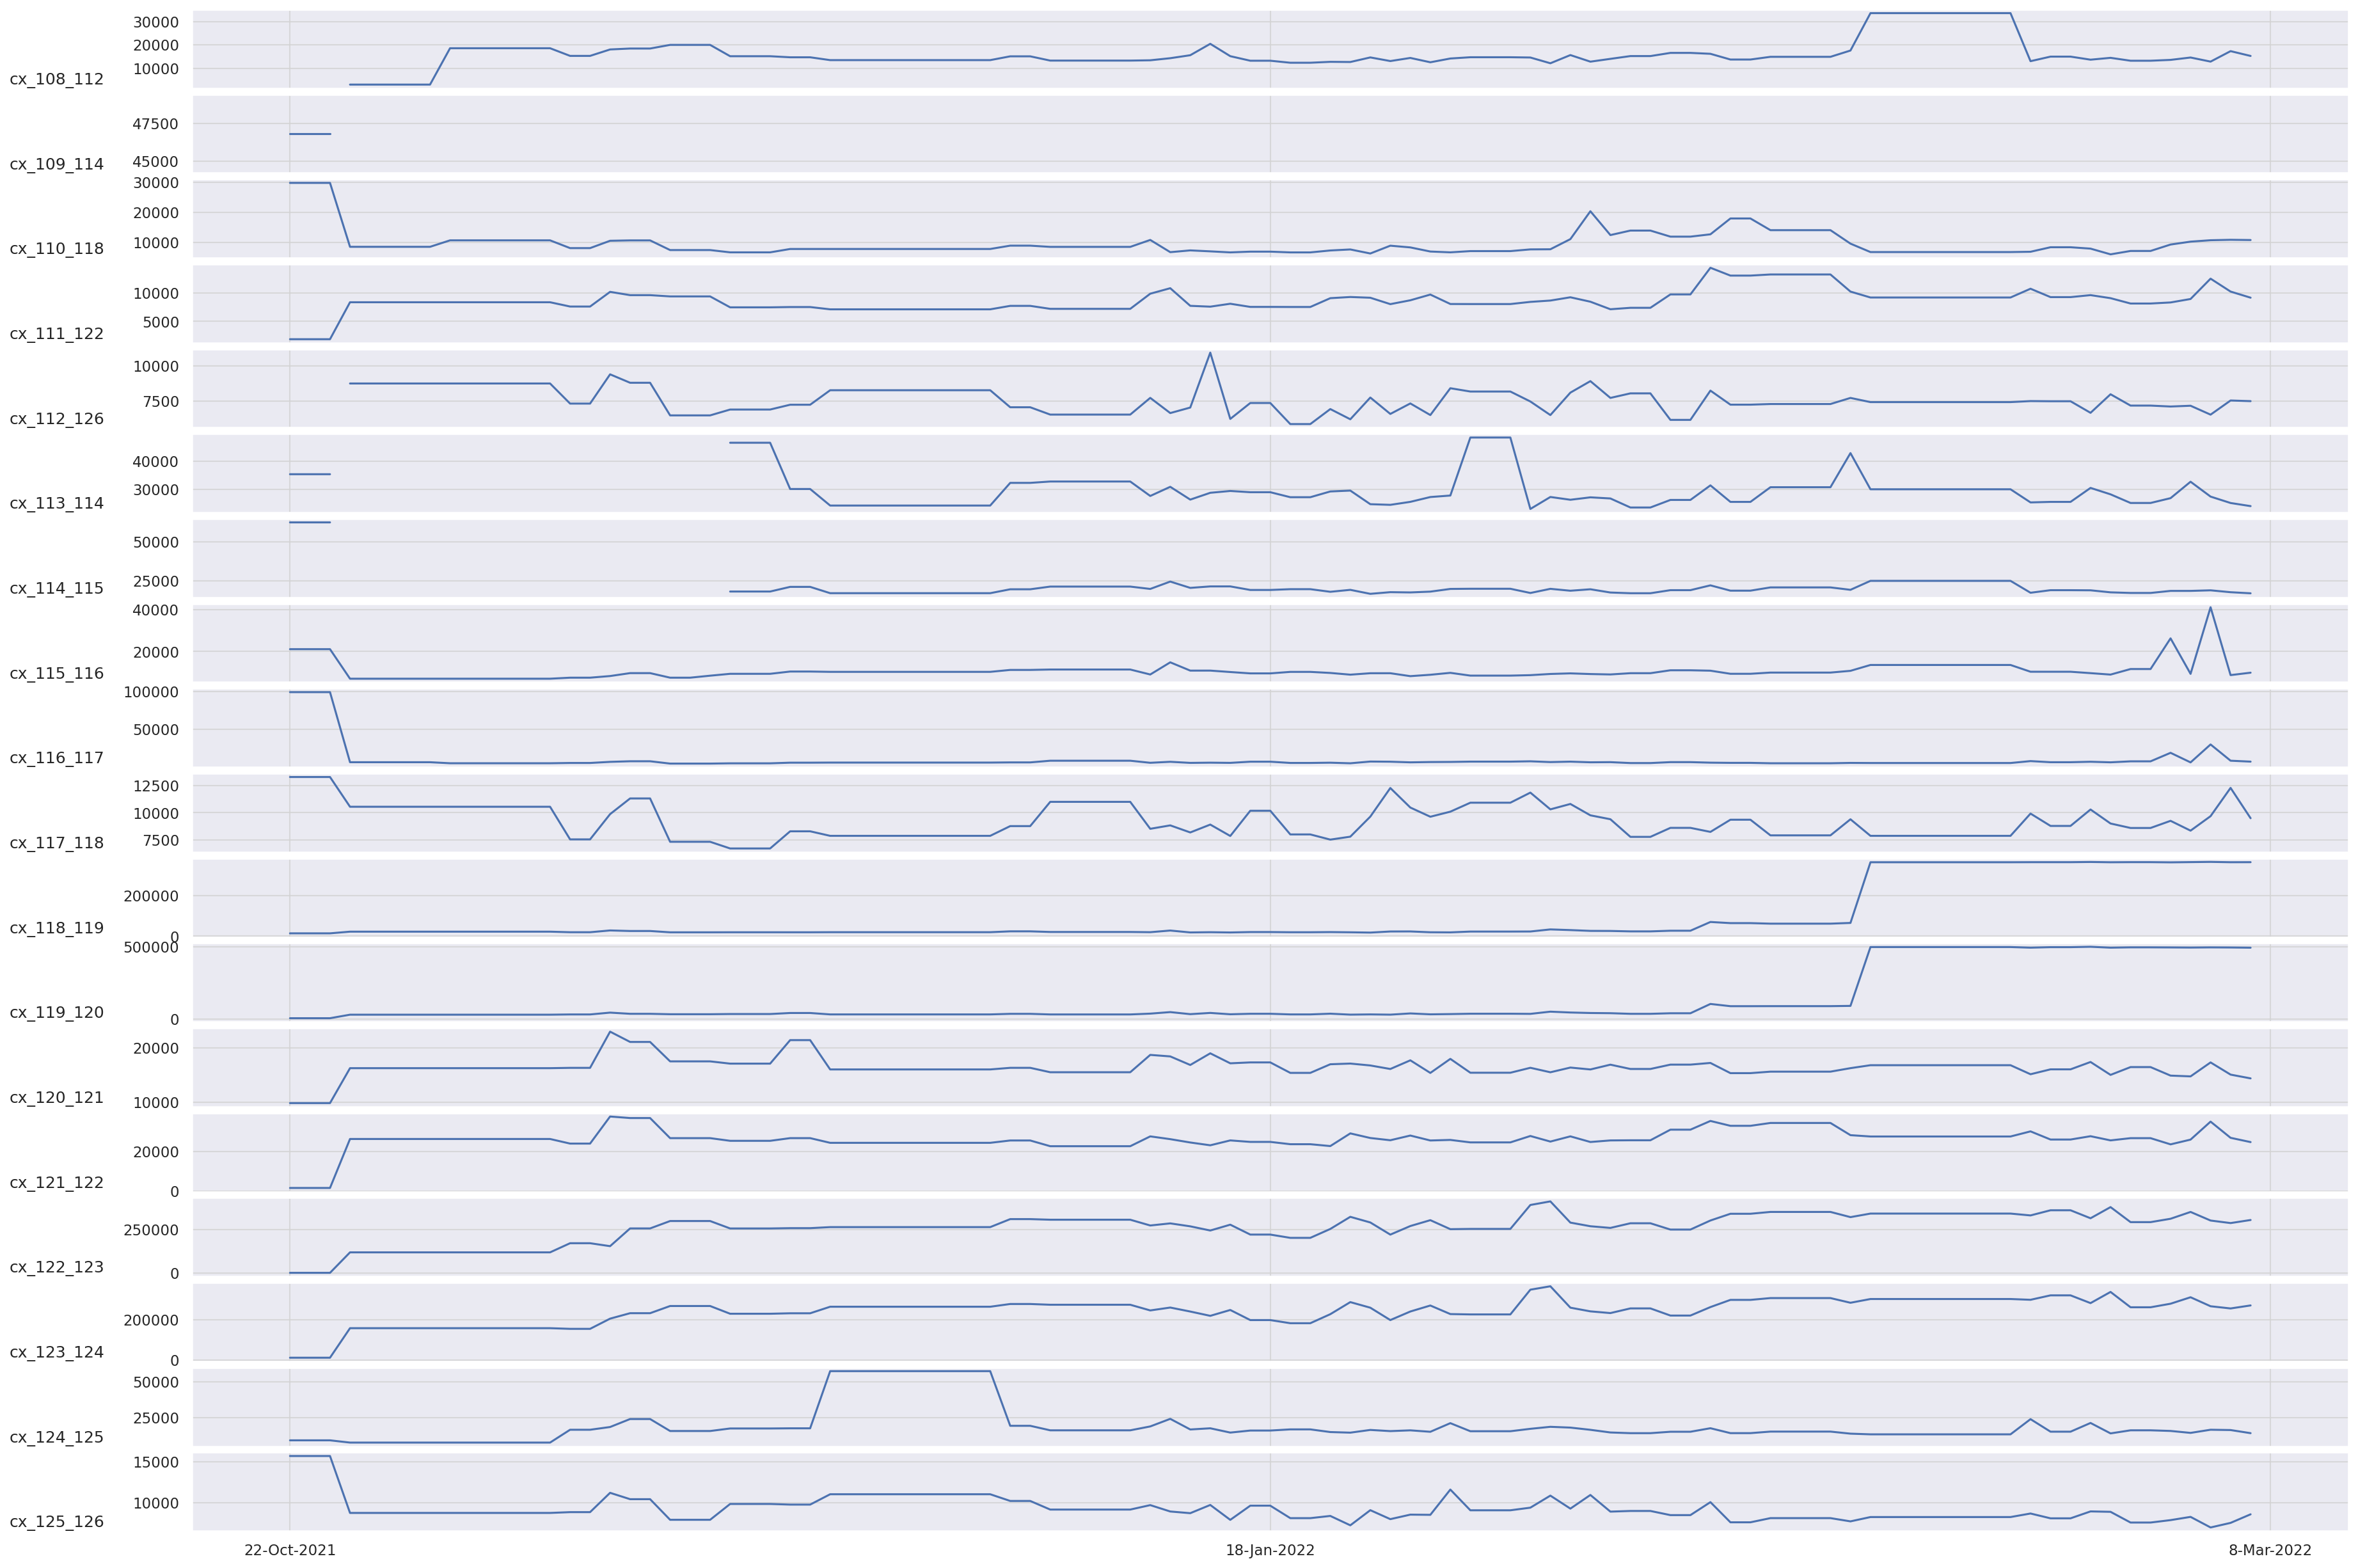 30000
20000
10000
cx_108_112
47500
45000
cx_109_114
30000
20000
10000
cx_110_118
10000
5000
cx_111_122
10000
7500
cx_112_126
40000
30000
cx_113_114
50000
25000
cx_114_115
40000
20000
cx_115_116
100000
50000
cx_116_117
12500
10000
7500
cx_117_118
200000
0
cx_118_119
500000
0
cx_119_120
20000
10000
cx_120_121
20000
0
cx_121_122
250000
0
cx_122_123
200000
0
cx_123_124
50000
25000
cx_124_125
15000
10000
cx_125_126
22-Oct-2021 18-Jan-2022 8-Mar-2022